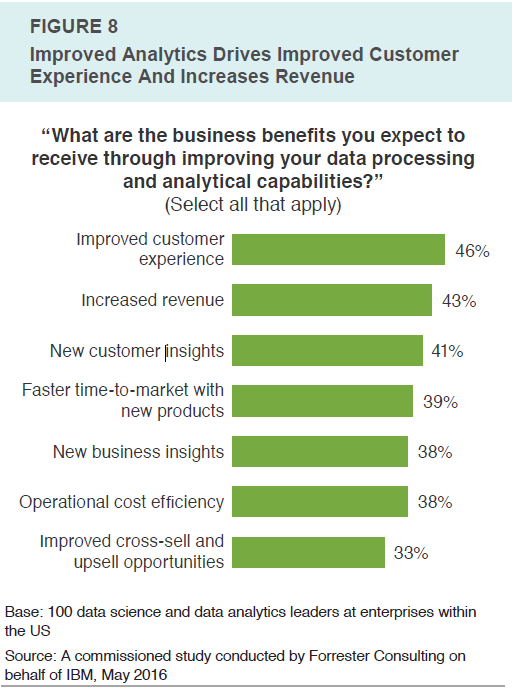 FIGURE 8
Improved Analytics Drives Improved Customer
Experience And Increases Revenue
“What are the business benefits you expect to
receive through improving your data processing
and analytical capabilities?”
(Select all that apply)
Improved customer
experience
46%
Increased revenue
43%
New customer insights
41%
Faster time-to-market with
new products
39%
New business insights
38%
Operational cost efficiency
38%
Improved cross-sell and
upsell opportunities
33%
Base: 100 data science and data analytics leaders at enterprises within
the US
Source: A commissioned study conducted by Forrester Consulting on
behalf of IBM, May 2016